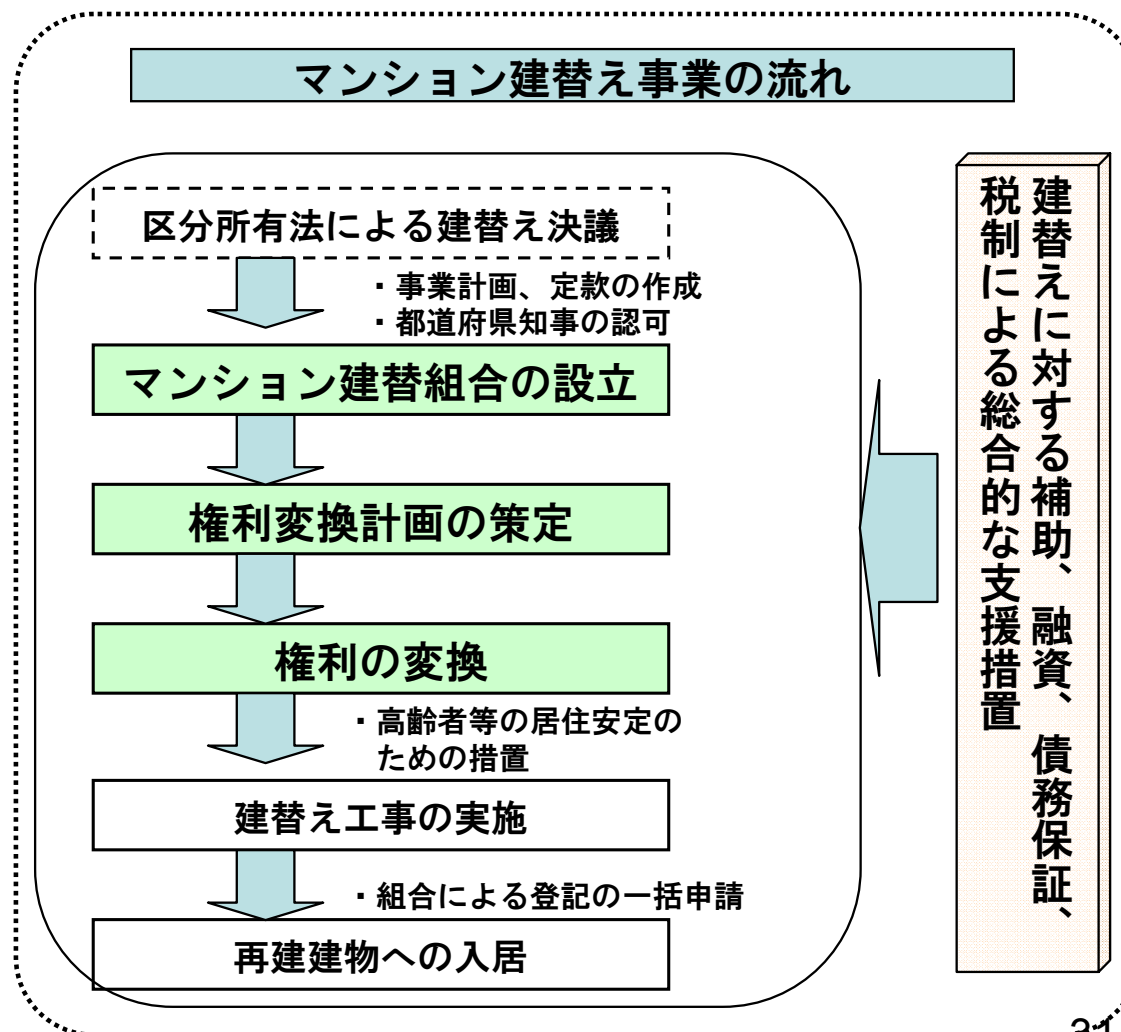 マンション建替え事業の流れ
区分所有法による建替え決議
・事業計画、定款の作成
・都道府県知事の認可
マンション建替組合の設立
権利変換計画の策定
権利の変換
・高齢者等の居住安定の
ための措置
建替え工事の実施
・組合による登記の一括申請
再建建物への入居
建替えに対する補助、融資、債務保証、
税制による総合的な支援措置
31